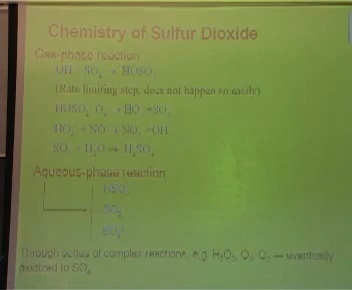 Chemistry of Sulfur Dioxide
Gas-phase reaction
OH + SO₂ → HOSO₂
(Rate limiting step, does not happen so easily)
HOSO₂ + O₂ → HO₂ + SO₃
HO₂ + NO → NO₂ + OH
SO₃ + H₂O → H₂SO₄
Aqueous-phase reaction
Through series of complex reactions, e.g. H₂O₂, O₃, O₂ → eventually
oxidized to SO₄